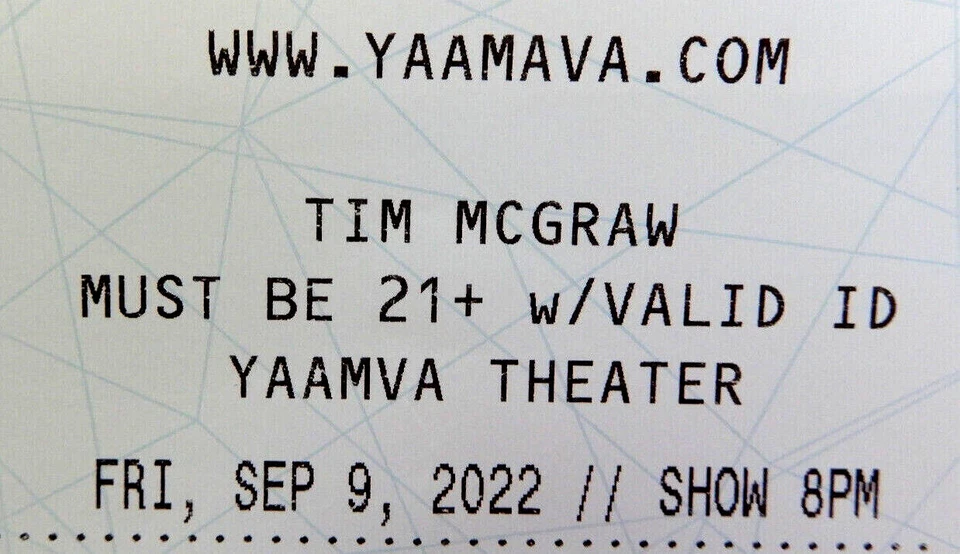 WWW.YAAMAVA.COM
TIM MCGRAW
MUST BE 21+ w/VALID ID
YAAMVA THEATER
FRI, SEP 9, 2022 // SHOW 8PM